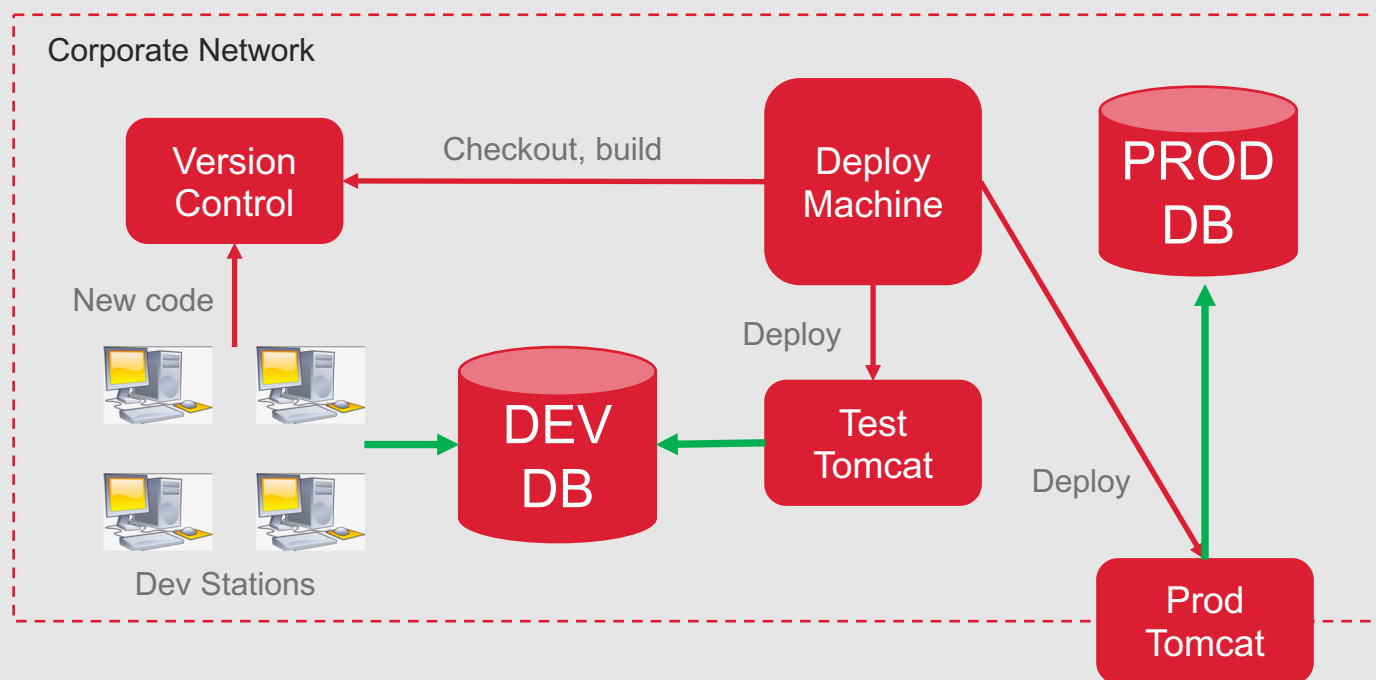 Corporate Network
Version
Control
Checkout, build
Deploy
Machine
PROD
DB
New code
Deploy
DEV
DB
Test
Tomcat
Deploy
Dev Stations
Prod
Tomcat